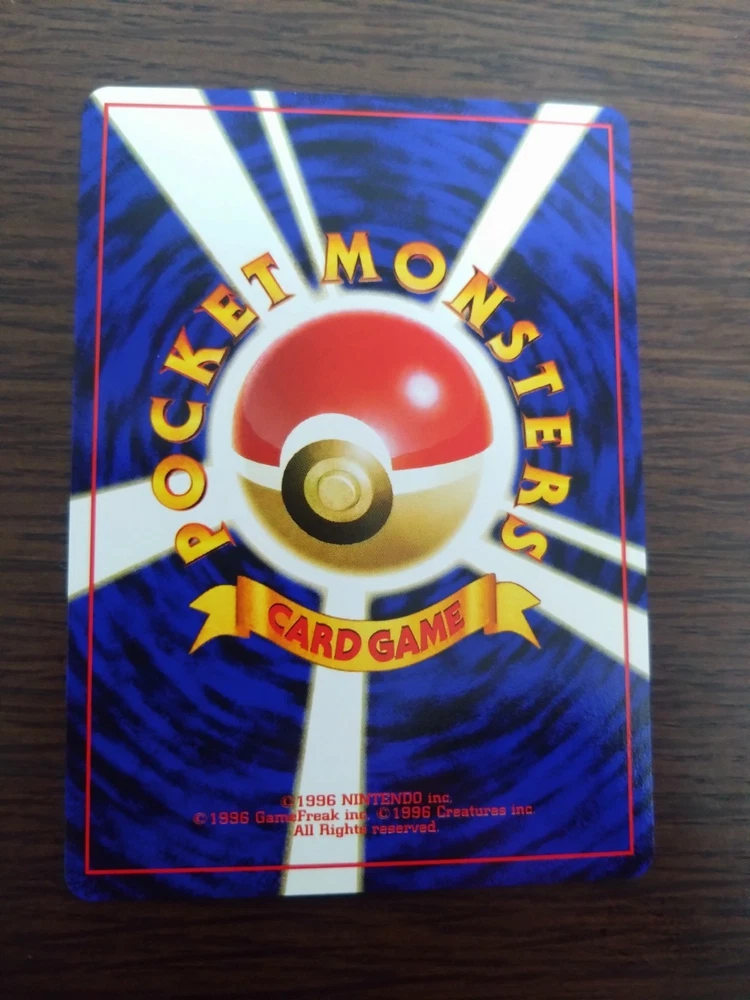 POCKET MONSTERS
CARD GAME
©1996 NINTENDO inc.
©1996 GameFreak inc. ©1996 Creatures inc.
All Rights reserved.